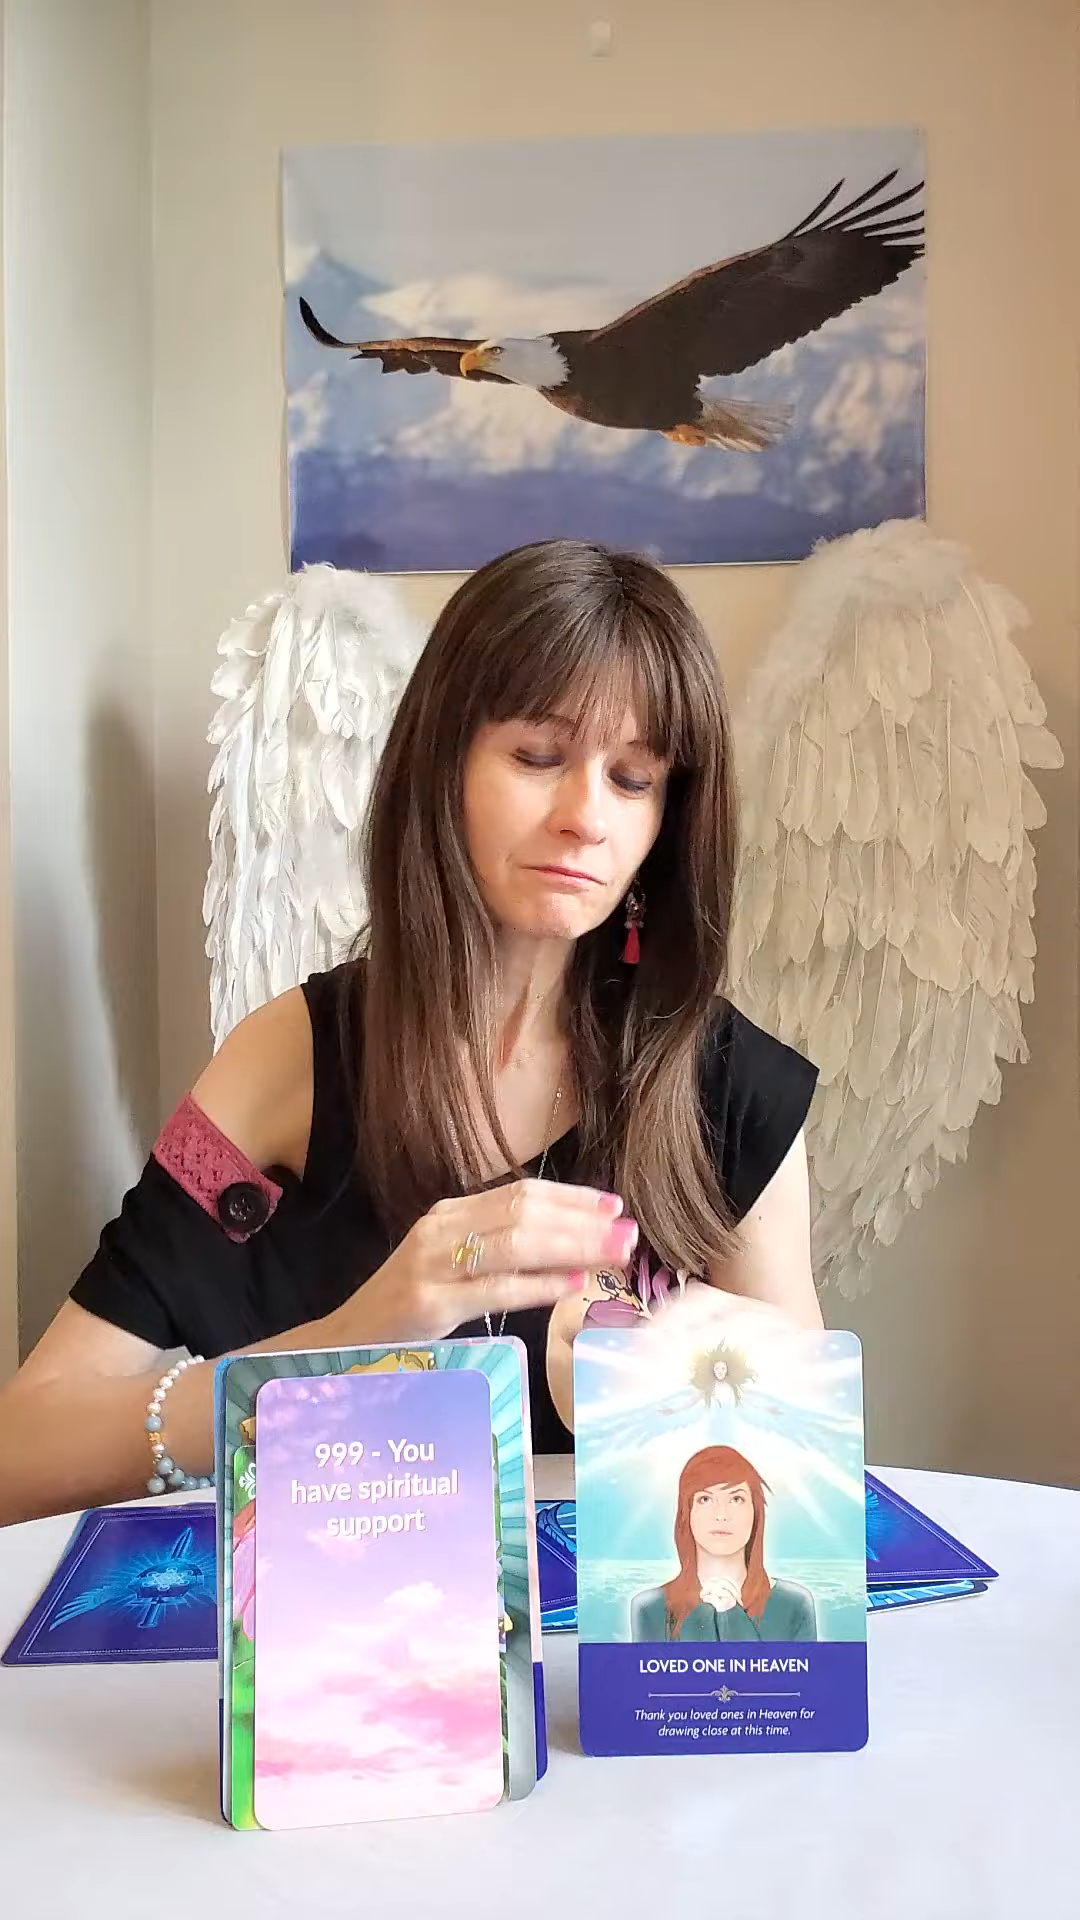 999 - You
have spiritual
support
LOVED ONE IN HEAVEN
Thank you loved ones in Heaven for
drawing close at this time.